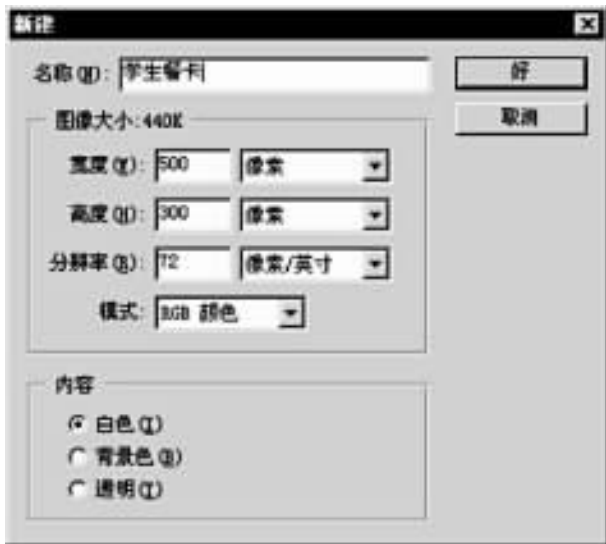 新建
名称(N): 学生餐卡
好
取消
图像大小:440K
宽度(W): 500 像素
高度(H): 300 像素
分辨率(R): 72 像素/英寸
模式: RGB 颜色
内容
白色
背景色(B)
透明(T)